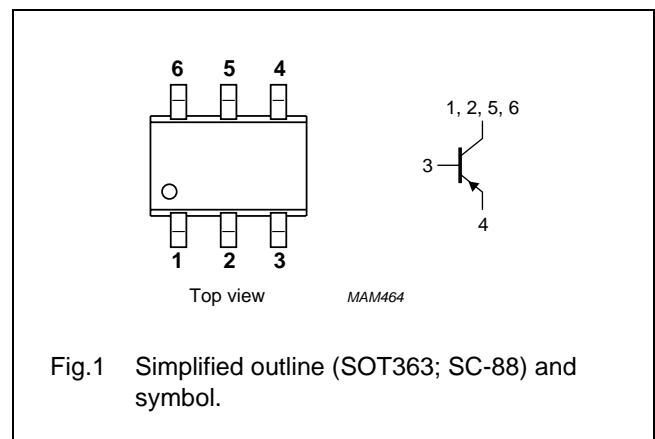 6 5 4
1, 2, 5, 6
3
4
1 2 3
Top view
MAM464
Fig.1 Simplified outline (SOT363; SC-88) and
symbol.